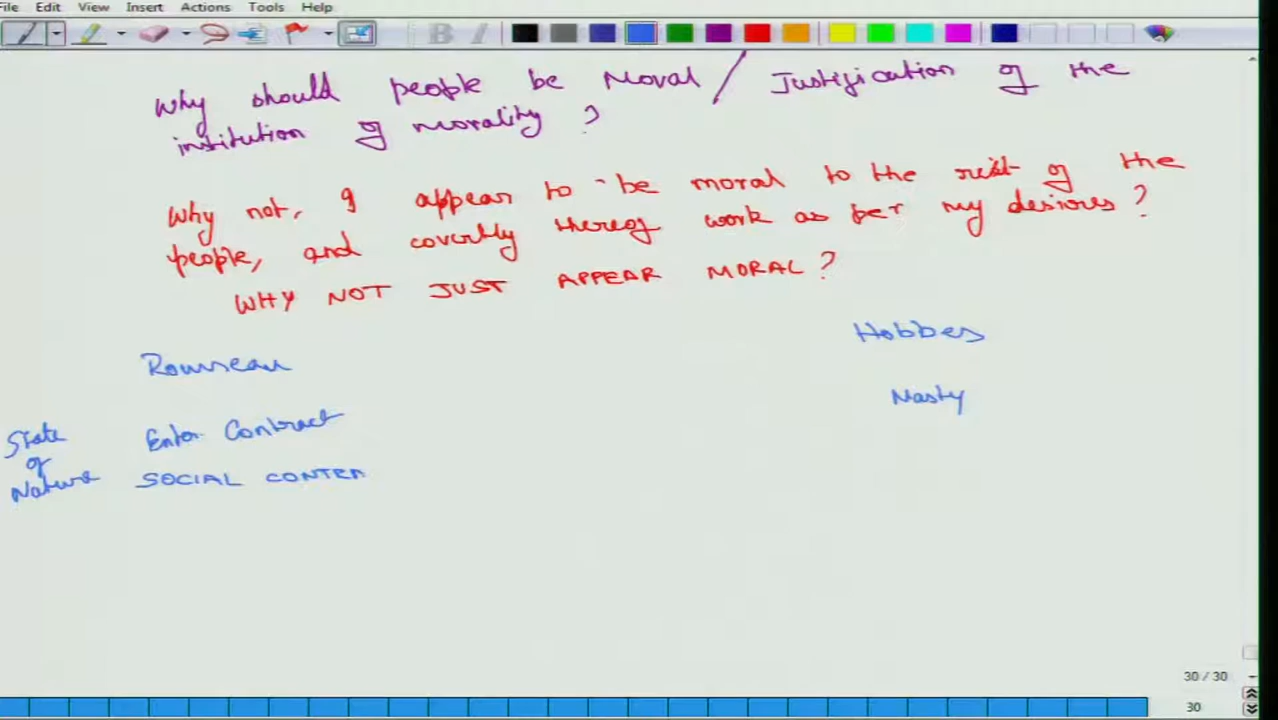 File Edit View Insert Actions Tools Help
Why should people be Moral / Justification of the
institution of morality ?
Why not, I appear to be moral to the rest of the
people, and covertly thereof work as per my desires ?
WHY NOT JUST APPEAR MORAL ?
Hobbes
Rousseau
Nasty
State of Nature
Enter Contract
SOCIAL CONTRA
30 / 30
30